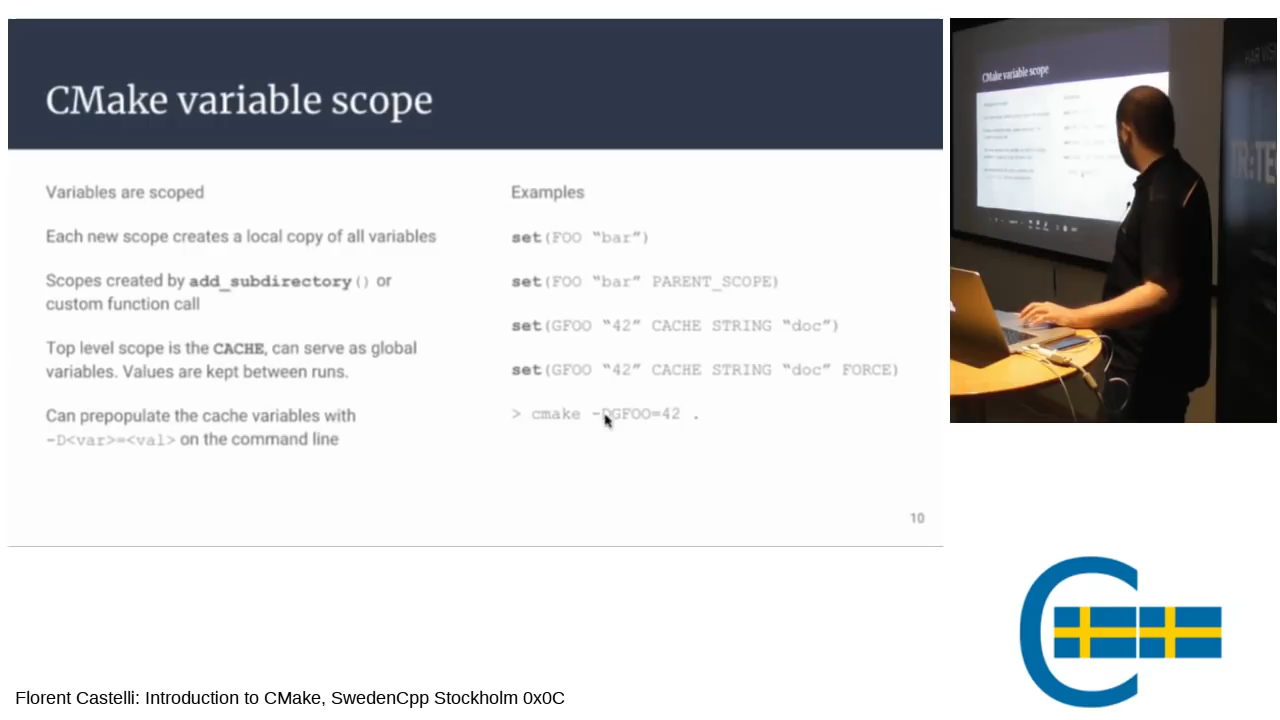 CMake variable scope
Variables are scoped
Each new scope creates a local copy of all variables
Scopes created by add_subdirectory() or
custom function call
Top level scope is the CACHE, can serve as global
variables. Values are kept between runs.
Can prepopulate the cache variables with
-D<var>=<val> on the command line
Examples
set(FOO “bar”)
set(FOO “bar” PARENT_SCOPE)
set(GFOO “42” CACHE STRING “doc”)
set(GFOO “42” CACHE STRING “doc” FORCE)
> cmake -DGFOO=42 .
10
CMake variable scope
Florent Castelli: Introduction to CMake, SwedenCpp Stockholm 0x0C